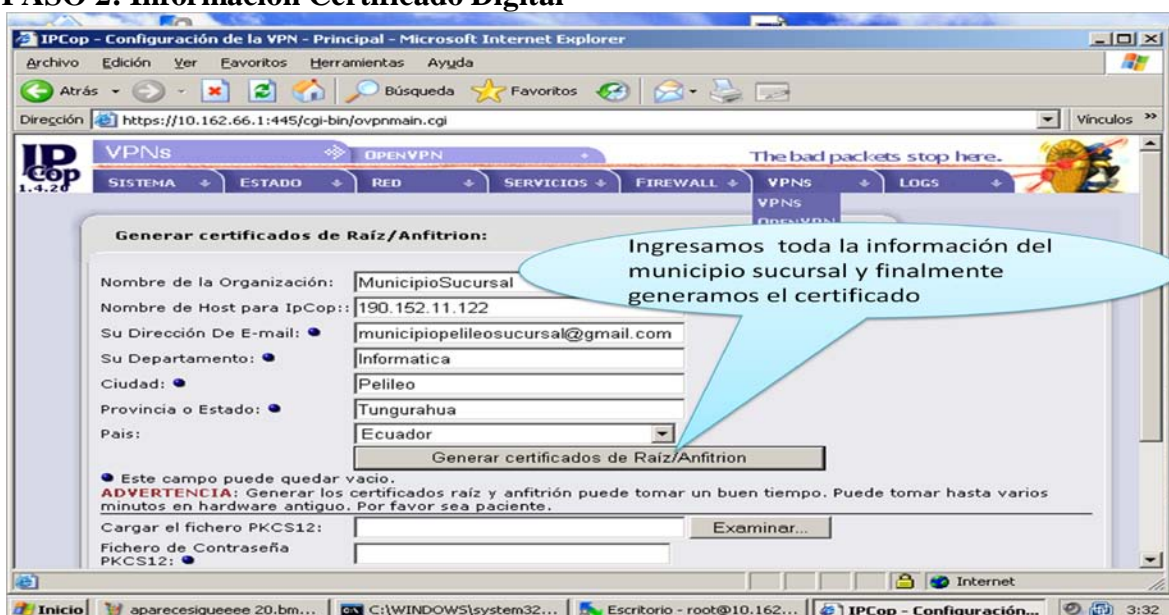 PASO 2: Información Certificado Digital
IPCop - Configuración de la VPN - Principal - Microsoft Internet Explorer
Archivo Edición Ver Favoritos Herramientas Ayuda
Atrás Búsqueda Favoritos
Dirección https://10.162.66.1:445/cgi-bin/ovpnmain.cgi Vínculos »
IP Cop 1.4.20
VPNs OPENVPN The bad packets stop here.
SISTEMA ESTADO RED SERVICIOS FIREWALL VPNS LOGS
VPNs
OPENVPN
Generar certificados de Raíz/Anfitrion:
Ingresamos toda la información del
municipio sucursal y finalmente
generamos el certificado
Nombre de la Organización: MunicipioSucursal
Nombre de Host para IpCop:: 190.152.11.122
Su Dirección De E-mail: municipiopelileosucursal@gmail.com
Su Departamento: Informatica
Ciudad: Pelileo
Provincia o Estado: Tungurahua
Pais: Ecuador
Generar certificados de Raíz/Anfitrion
Este campo puede quedar vacio.
ADVERTENCIA: Generar los certificados raíz y anfitrión puede tomar un buen tiempo. Puede tomar hasta varios
minutos en hardware antiguo. Por favor sea paciente.
Cargar el fichero PKCS12: Examinar...
Fichero de Contraseña
PKCS12:
Internet
Inicio aparecesigueeee 20.bm... C:\WINDOWS\system32... Escritorio - root@10.162... IPCop - Configuración... 3:32